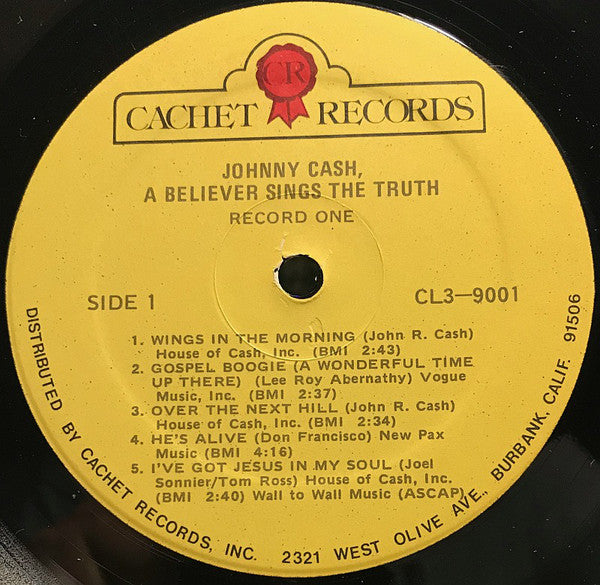 CR
CACHET RECORDS
JOHNNY CASH,
A BELIEVER SINGS THE TRUTH
RECORD ONE
SIDE 1
CL3—9001
1. WINGS IN THE MORNING (John R. Cash)
House of Cash, Inc. (BMI 2:43)
2. GOSPEL BOOGIE (A WONDERFUL TIME
UP THERE) (Lee Roy Abernathy) Vogue
Music, Inc. (BMI 2:37)
3. OVER THE NEXT HILL (John R. Cash)
House of Cash, Inc. (BMI 2:34)
4. HE'S ALIVE (Don Francisco) New Pax
Music (BMI 4:16)
5. I'VE GOT JESUS IN MY SOUL (Joel
Sonnier/Tom Ross) House of Cash, Inc.
(BMI 2:40) Wall to Wall Music (ASCAP)
DISTRIBUTED BY CACHET RECORDS, INC. 2321 WEST OLIVE AVE., BURBANK, CALIF. 91506